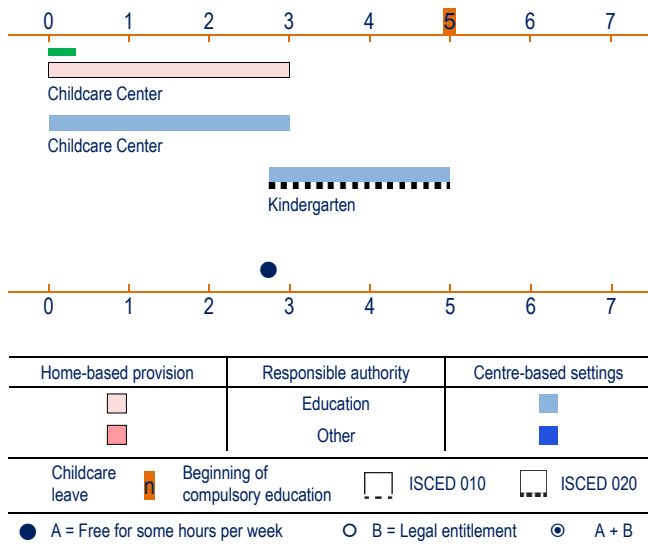 0 1 2 3 4 5 6 7
Childcare Center
Childcare Center
Kindergarten
0 1 2 3 4 5 6 7
Home-based provision Responsible authority Centre-based settings
Education
Other
Childcare
leave
n
Beginning of
compulsory education
ISCED 010
ISCED 020
A = Free for some hours per week B = Legal entitlement A + B